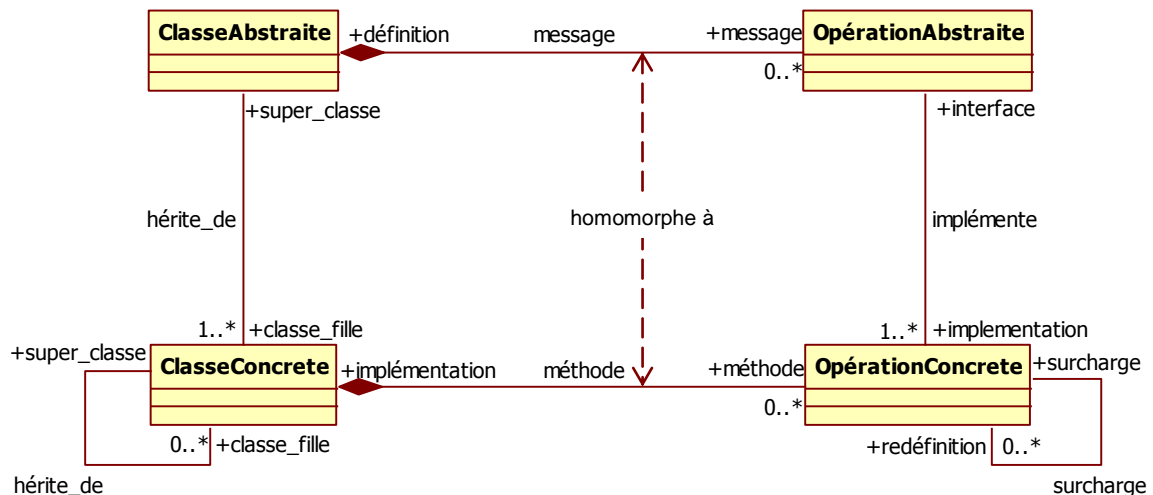 ClasseAbstraite
+définition
message
+message
0..*
OpérationAbstraite
+super_classe
+interface
hérite_de
homomorphe à
implémente
1..*
+classe_fille
1..*
+implementation
+super_classe
ClasseConcrete
+implémentation
méthode
+méthode
0..*
OpérationConcrete
+surcharge
0..*
+classe_fille
+redéfinition
0..*
hérite_de
surcharge